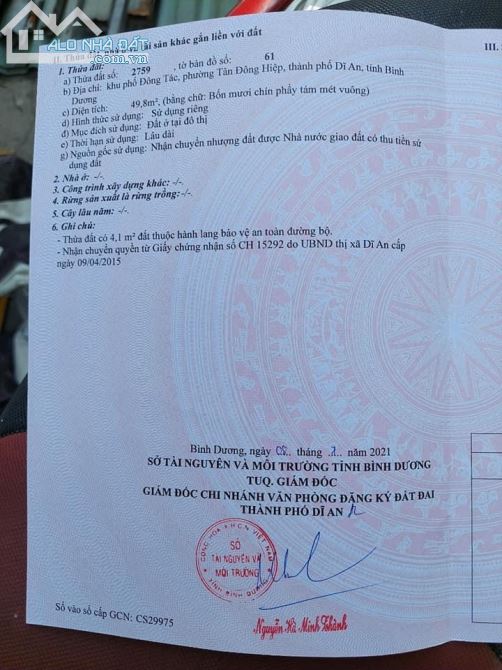 ALO NHÀ ĐẤT
.com.vn
tài sản khác gắn liền với đất
III.
1. Thửa đất:
a) Thửa đất số: 2759 , tờ bản đồ số: 61
b) Địa chỉ: khu phố Đông Tác, phường Tân Đông Hiệp, thành phố Dĩ An, tỉnh Bình
Dương
c) Diện tích: 49,8m², (bằng chữ: Bốn mươi chín phẩy tám mét vuông)
d) Hình thức sử dụng: Sử dụng riêng
đ) Mục đích sử dụng: Đất ở tại đô thị
e) Thời hạn sử dụng: Lâu dài
g) Nguồn gốc sử dụng: Nhận chuyển nhượng đất được Nhà nước giao đất có thu tiền sử
dụng đất
2. Nhà ở: -/-.
3. Công trình xây dựng khác: -/-.
4. Rừng sản xuất là rừng trồng: -/-.
5. Cây lâu năm: -/-.
6. Ghi chú:
- Thửa đất có 4,1 m² đất thuộc hành lang bảo vệ an toàn đường bộ.
- Nhận chuyển quyền từ Giấy chứng nhận số CH 15292 do UBND thị xã Dĩ An cấp
ngày 09/04/2015
Bình Dương, ngày tháng năm 2021
SỞ TÀI NGUYÊN VÀ MÔI TRƯỜNG TỈNH BÌNH DƯƠNG
TUQ. GIÁM ĐỐC
GIÁM ĐỐC CHI NHÁNH VĂN PHÒNG ĐĂNG KÝ ĐẤT ĐAI
THÀNH PHỐ DĨ AN
CỘNG HÒA X.H.C.N VIỆT NAM
SỞ
TÀI NGUYÊN VÀ
MÔI TRƯỜNG
TỈNH BÌNH DƯƠNG
Số vào sổ cấp GCN: CS29975
Nguyễn Hà Minh Thành